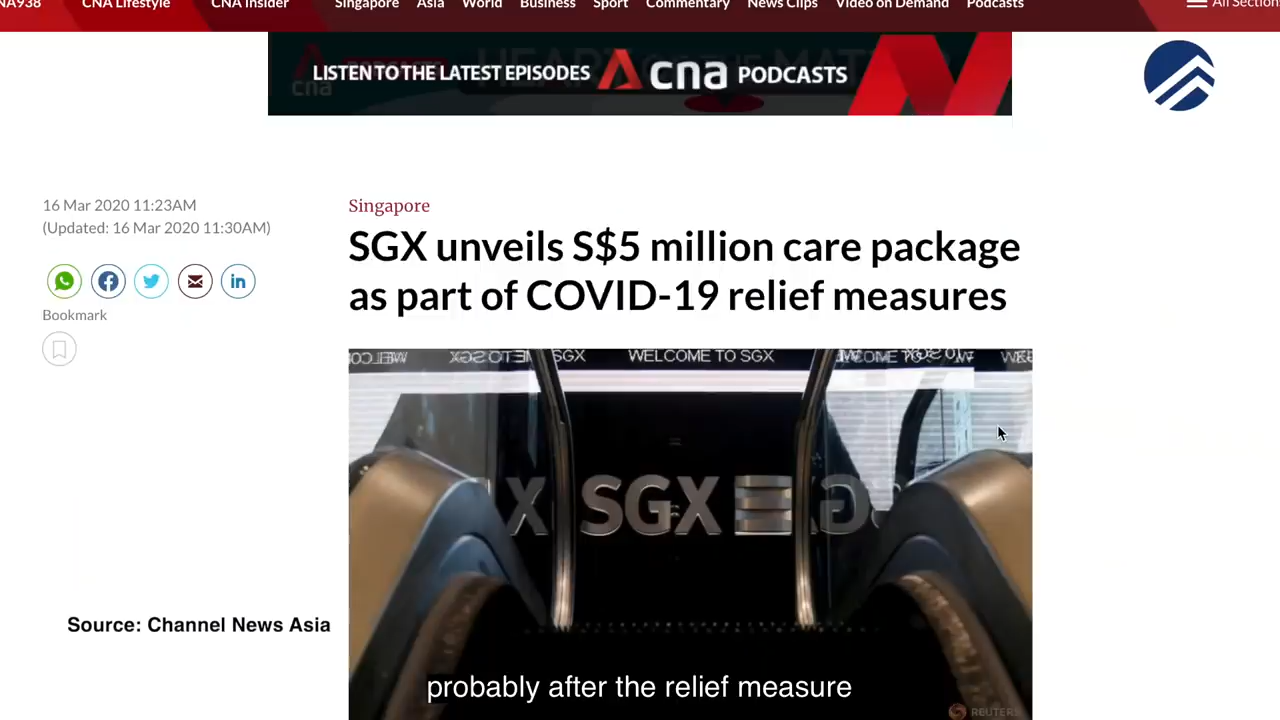 CNA Lifestyle CNA Insider Singapore Asia World Business Sport Commentary News Clips Video on Demand Podcasts All Sections
LISTEN TO THE LATEST EPISODES cna PODCASTS
16 Mar 2020 11:23AM
(Updated: 16 Mar 2020 11:30AM)
Bookmark
Singapore
SGX unveils S$5 million care package
as part of COVID-19 relief measures
SGX WELCOME TO SGX
SGX
Source: Channel News Asia
probably after the relief measure
REUTERS